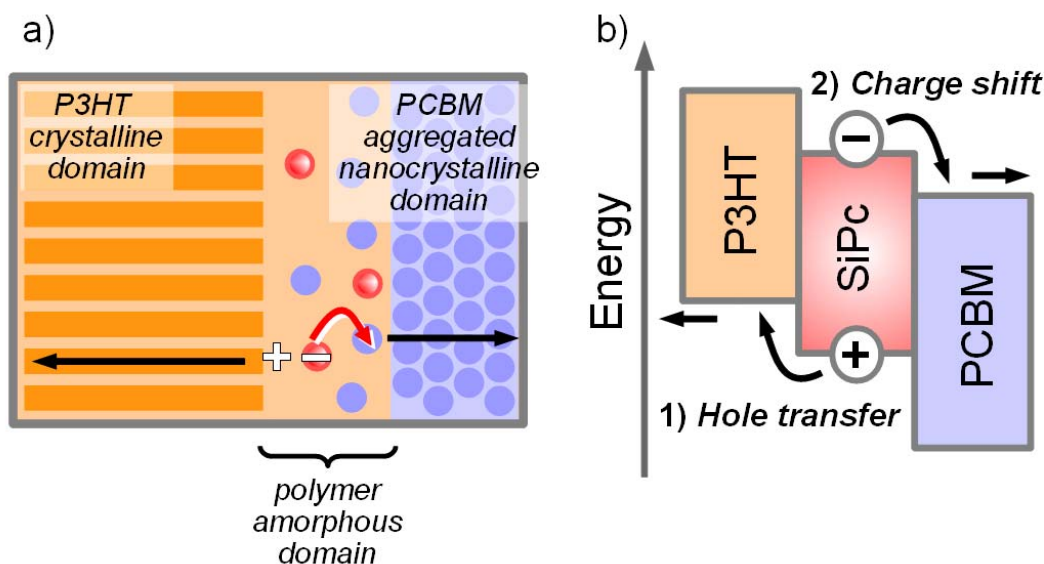 a)
P3HT
crystalline
domain
PCBM
aggregated
nanocrystalline
domain
+ −
polymer
amorphous
domain
b)
Energy
2) Charge shift
−
P3HT
SiPc
PCBM
+
1) Hole transfer